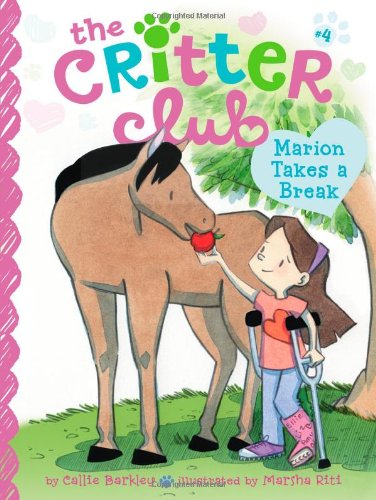 the
CRitteR
club
#4
Marion
Takes a
Break
by Callie Barkley illustrated by Marsha Riti